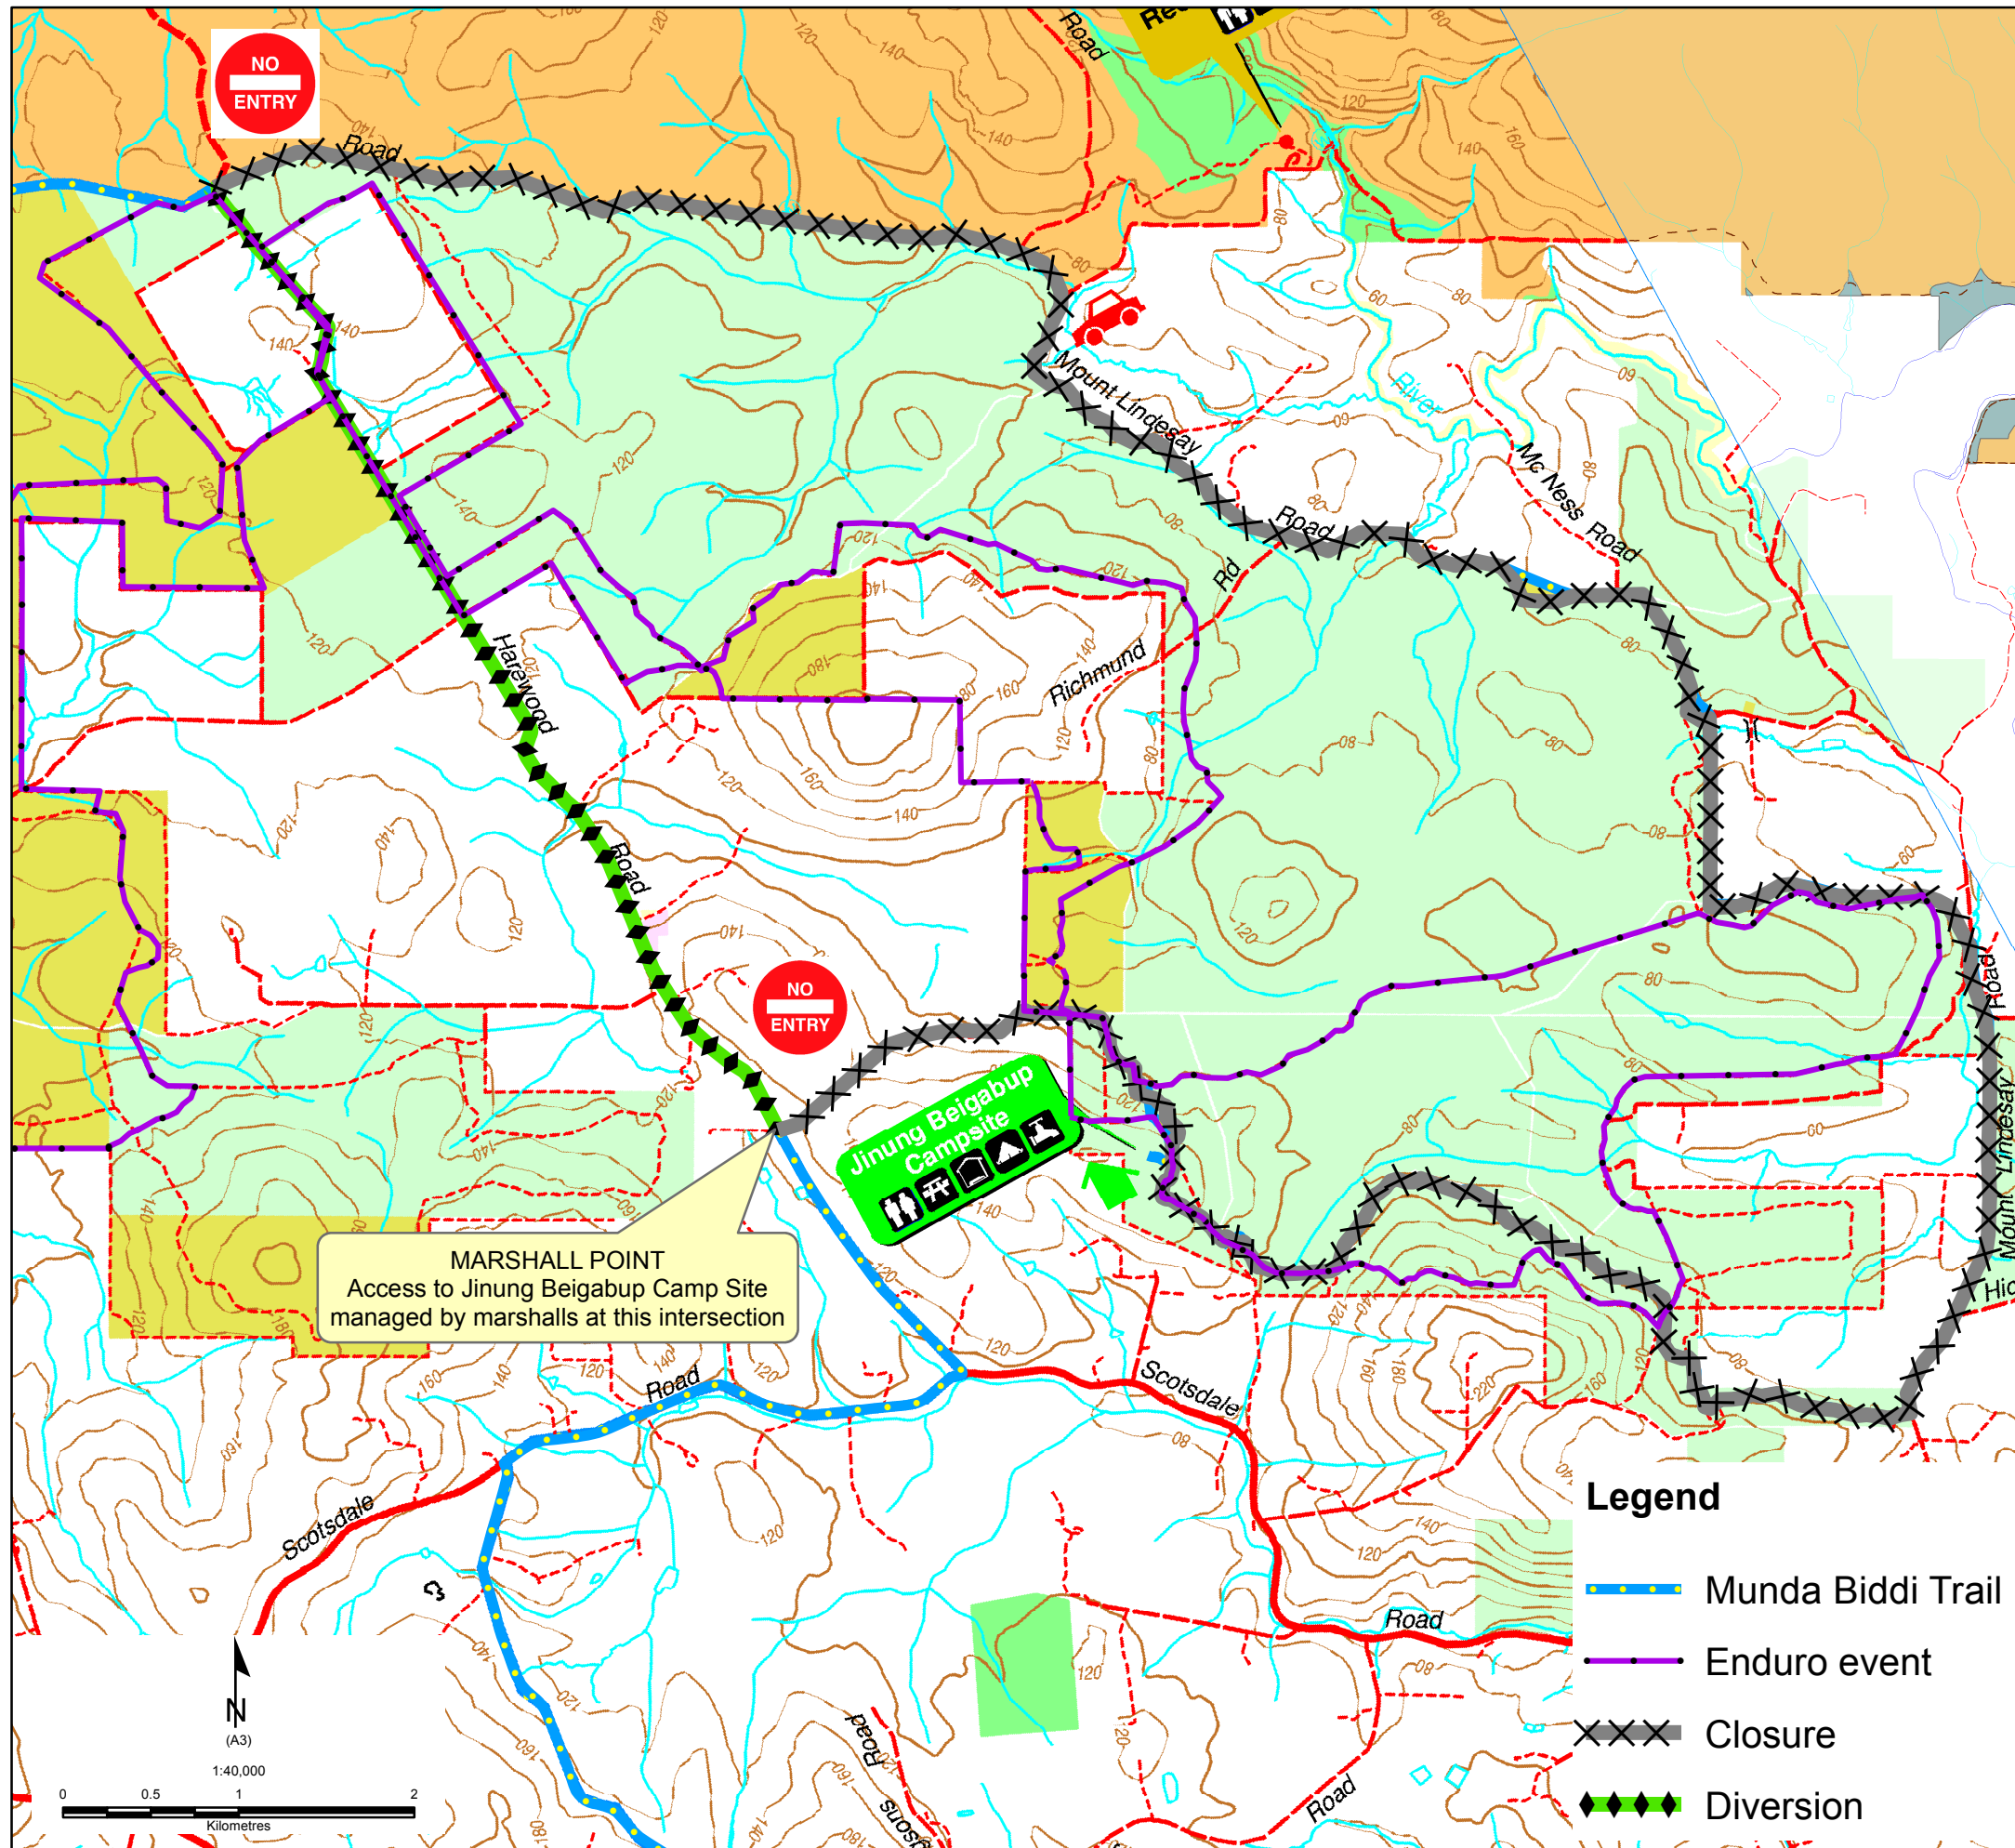 NO
ENTRY
Road
Road
Mount Lindesay
River
Mc Ness Road
Road
Rd
Richmund
Harewood
Road
NO
ENTRY
Jinung Beigabup
Campsite
Road
Mount Lindesay
MARSHALL POINT
Access to Jinung Beigabup Camp Site
managed by marshalls at this intersection
Road
Scotsdale
Scotsdale
Road
Road
Road
Legend
Munda Biddi Trail
Enduro event
Closure
Diversion
N
(A3)
1:40,000
0 0.5 1 2
Kilometres